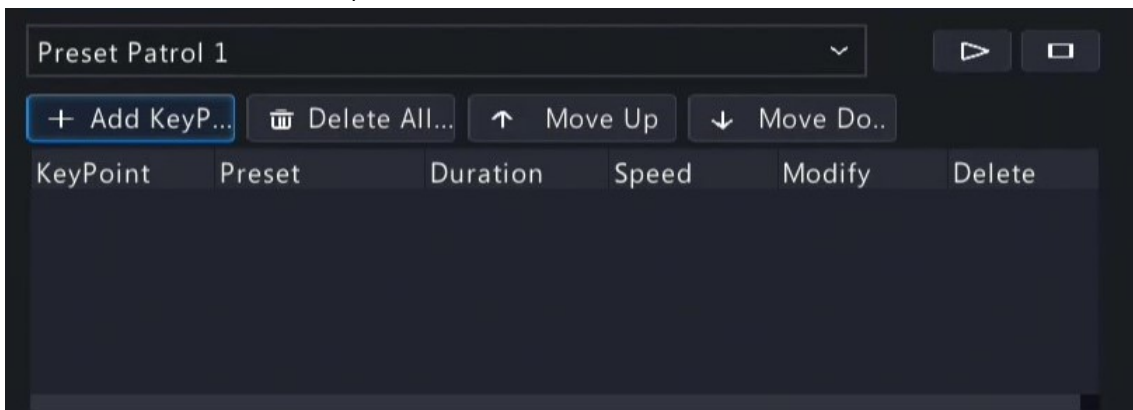 Preset Patrol 1
+ Add KeyP... Delete All... ↑ Move Up ↓ Move Do..
KeyPoint Preset Duration Speed Modify Delete